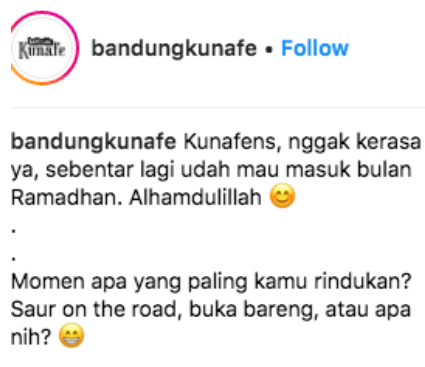 Kunafe
bandungkunafe • Follow
bandungkunafe Kunafens, nggak kerasa
ya, sebentar lagi udah mau masuk bulan
Ramadhan. Alhamdulillah 😊
.
.
Momen apa yang paling kamu rindukan?
Saur on the road, buka bareng, atau apa
nih? 😁